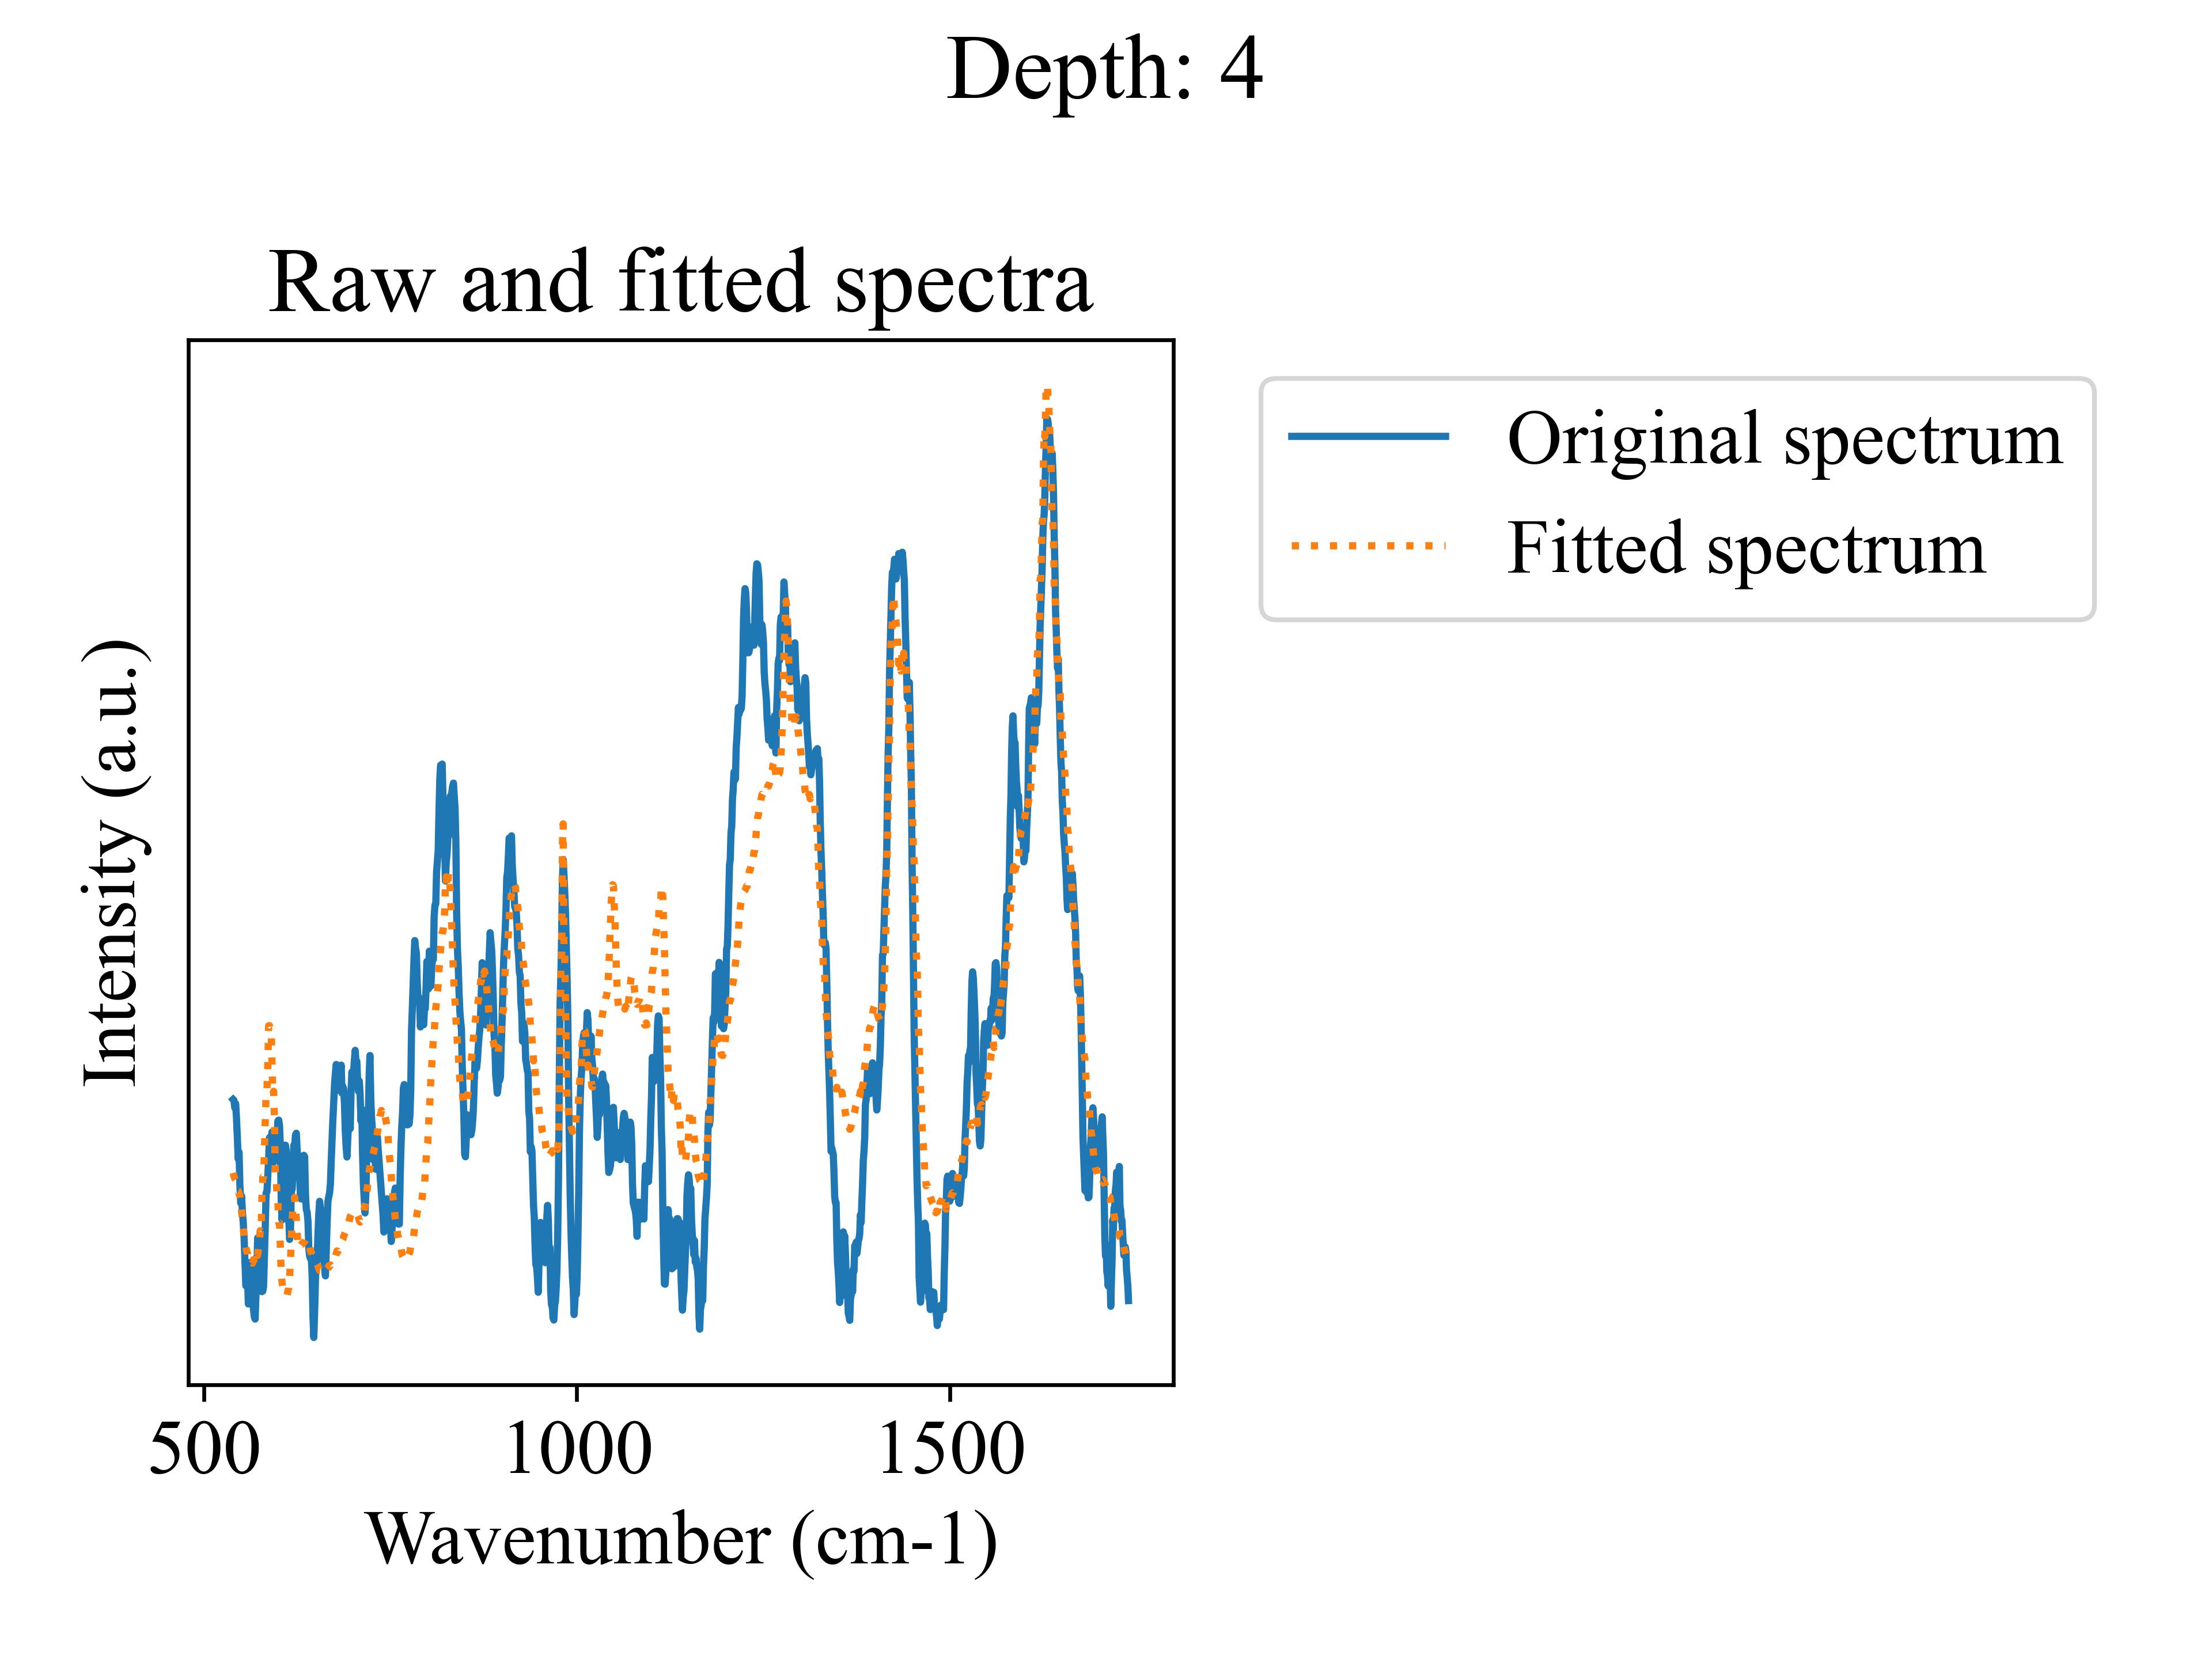 Depth: 4
Raw and fitted spectra
Original spectrum
Fitted spectrum
Intensity (a.u.)
500 1000 1500
Wavenumber (cm-1)